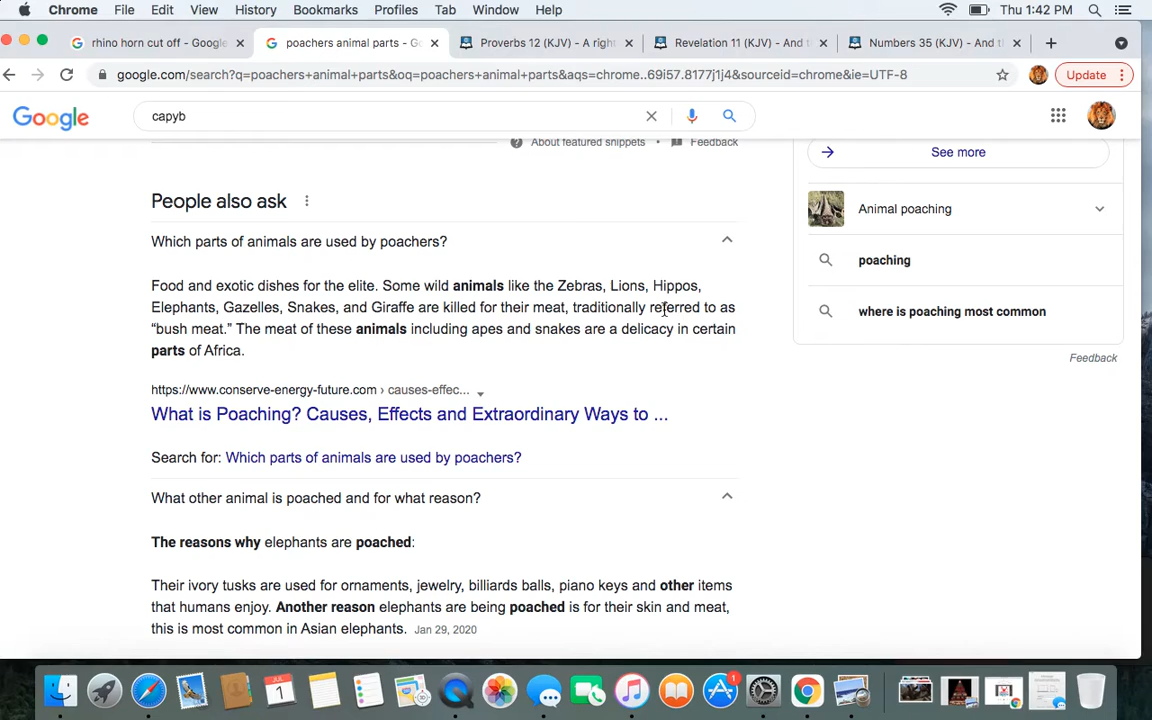 Chrome File Edit View History Bookmarks Profiles Tab Window Help Thu 1:42 PM
rhino horn cut off - Google
poachers animal parts - G
Proverbs 12 (KJV) - A righ
Revelation 11 (KJV) - And th
Numbers 35 (KJV) - And th
google.com/search?q=poachers+animal+parts&oq=poachers+animal+parts&aqs=chrome..69i57.8177j1j4&sourceid=chrome&ie=UTF-8
Update
Google
capyb
About featured snippets • Feedback
See more
People also ask
Animal poaching
Which parts of animals are used by poachers?
poaching
Food and exotic dishes for the elite. Some wild animals like the Zebras, Lions, Hippos,
Elephants, Gazelles, Snakes, and Giraffe are killed for their meat, traditionally referred to as
where is poaching most common
“bush meat.” The meat of these animals including apes and snakes are a delicacy in certain
parts of Africa.
Feedback
https://www.conserve-energy-future.com › causes-effec...
What is Poaching? Causes, Effects and Extraordinary Ways to ...
Search for: Which parts of animals are used by poachers?
What other animal is poached and for what reason?
The reasons why elephants are poached:
Their ivory tusks are used for ornaments, jewelry, billiards balls, piano keys and other items
that humans enjoy. Another reason elephants are being poached is for their skin and meat,
this is most common in Asian elephants. Jan 29, 2020
JUL
1
1